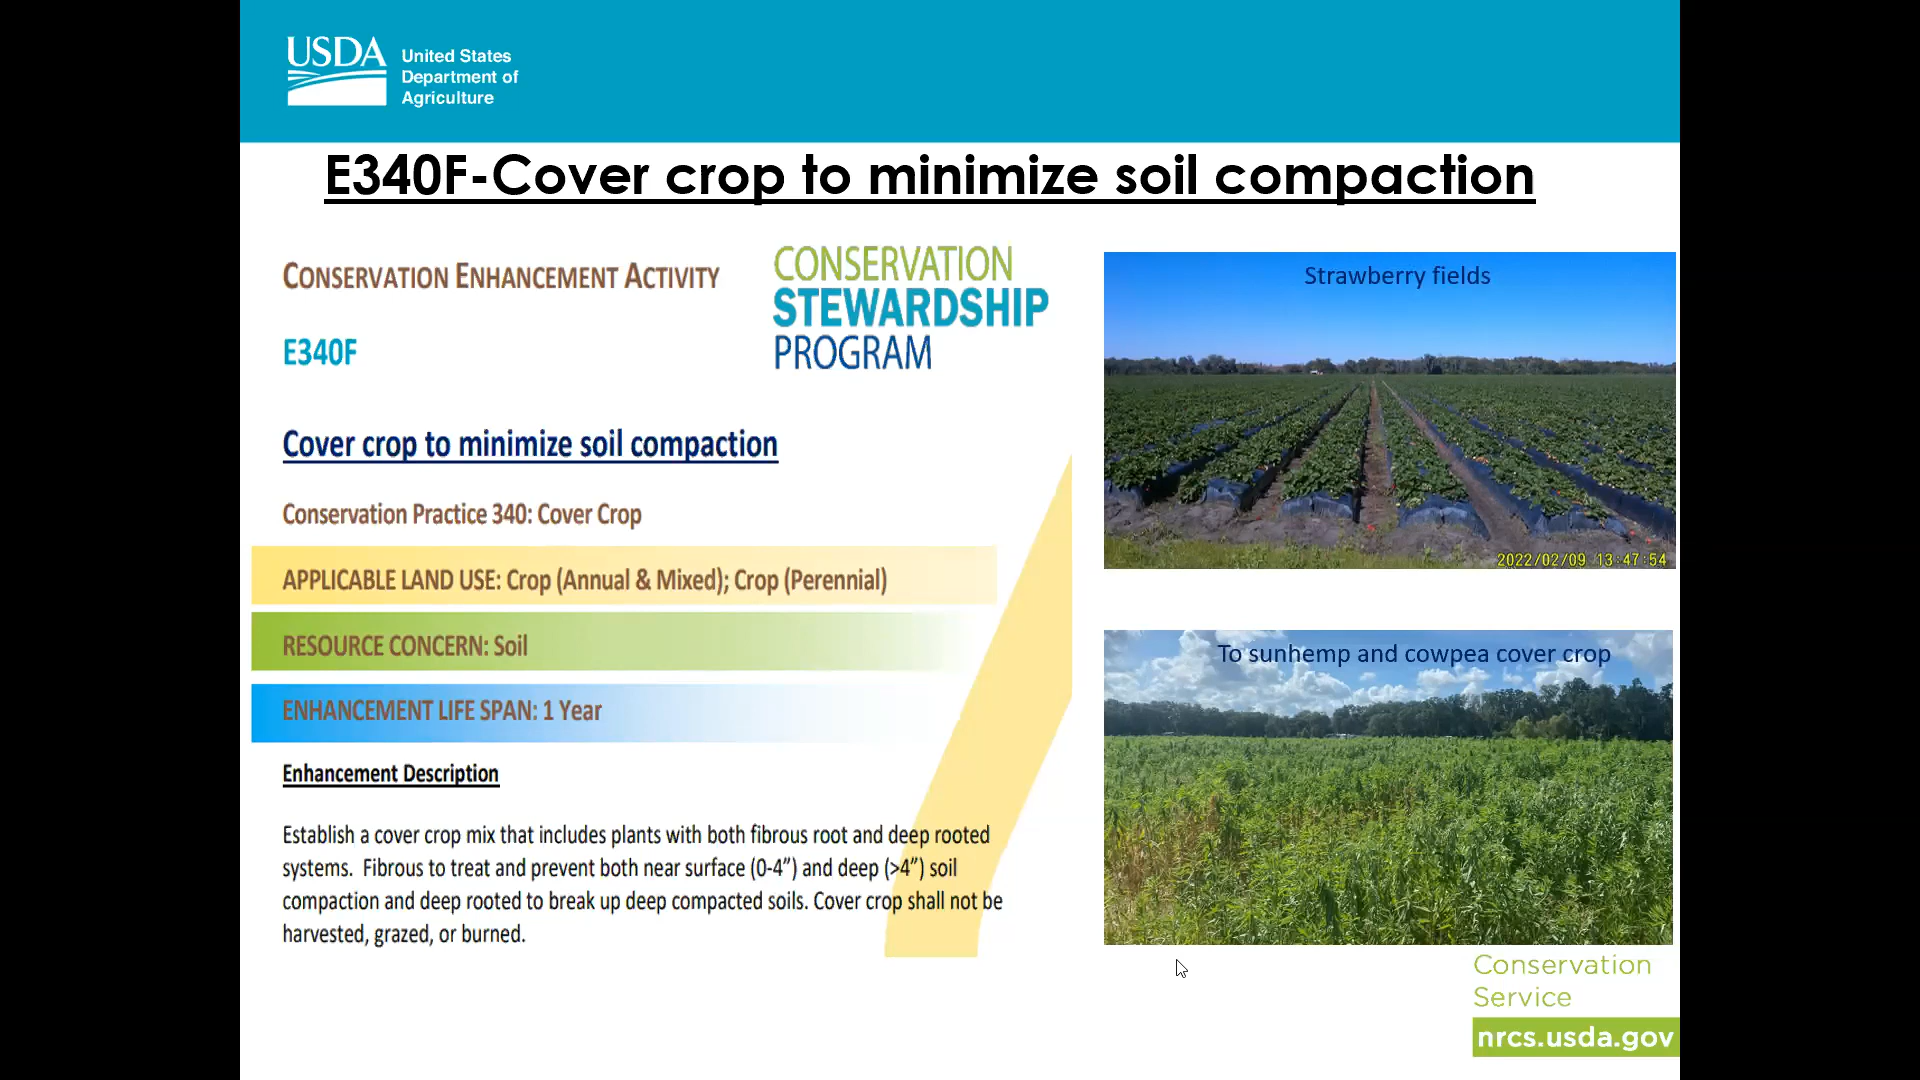 USDA
United States
Department of
Agriculture
E340F-Cover crop to minimize soil compaction
CONSERVATION ENHANCEMENT ACTIVITY
E340F
CONSERVATION
STEWARDSHIP
PROGRAM
Cover crop to minimize soil compaction
Conservation Practice 340: Cover Crop
APPLICABLE LAND USE: Crop (Annual & Mixed); Crop (Perennial)
RESOURCE CONCERN: Soil
ENHANCEMENT LIFE SPAN: 1 Year
Enhancement Description
Establish a cover crop mix that includes plants with both fibrous root and deep rooted
systems.  Fibrous to treat and prevent both near surface (0-4”) and deep (>4”) soil
compaction and deep rooted to break up deep compacted soils. Cover crop shall not be
harvested, grazed, or burned.
Strawberry fields
2022/02/09 13:47:54
To sunhemp and cowpea cover crop
Conservation
Service
nrcs.usda.gov